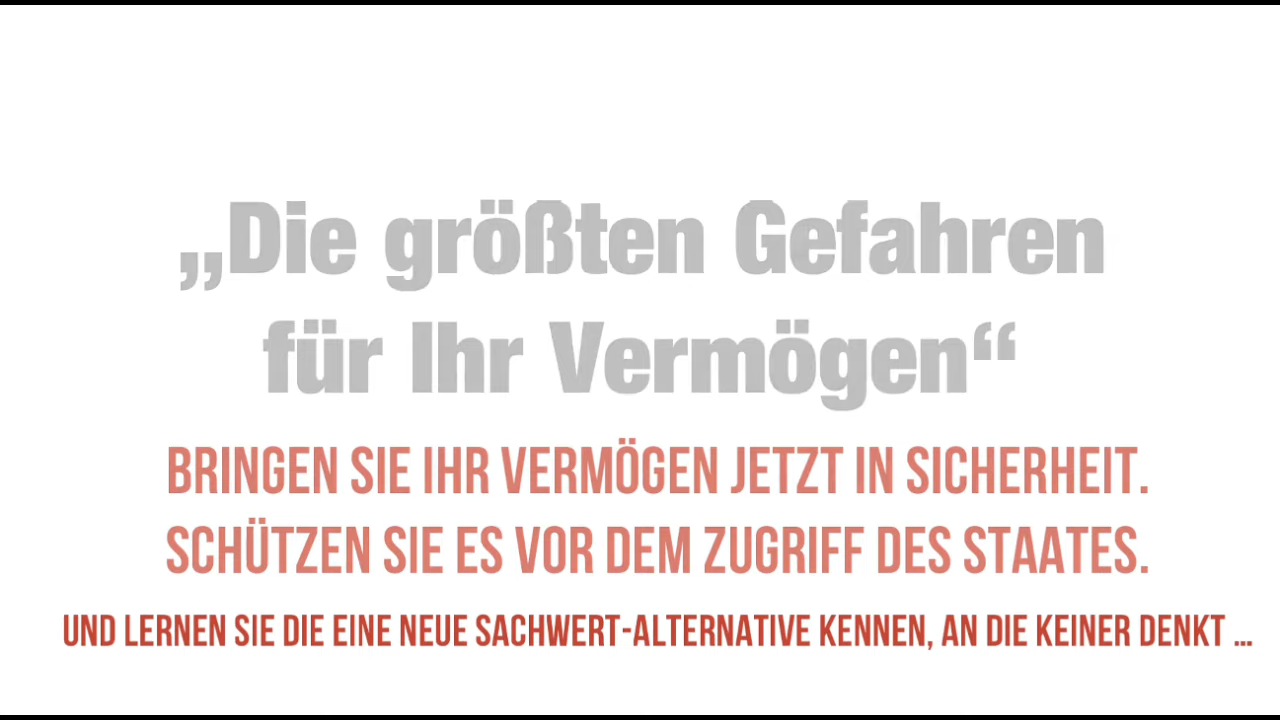 „Die größten Gefahren
für Ihr Vermögen“
BRINGEN SIE IHR VERMÖGEN JETZT IN SICHERHEIT.
SCHÜTZEN SIE ES VOR DEM ZUGRIFF DES STAATES.
UND LERNEN SIE DIE EINE NEUE SACHWERT-ALTERNATIVE KENNEN, AN DIE KEINER DENKT ...